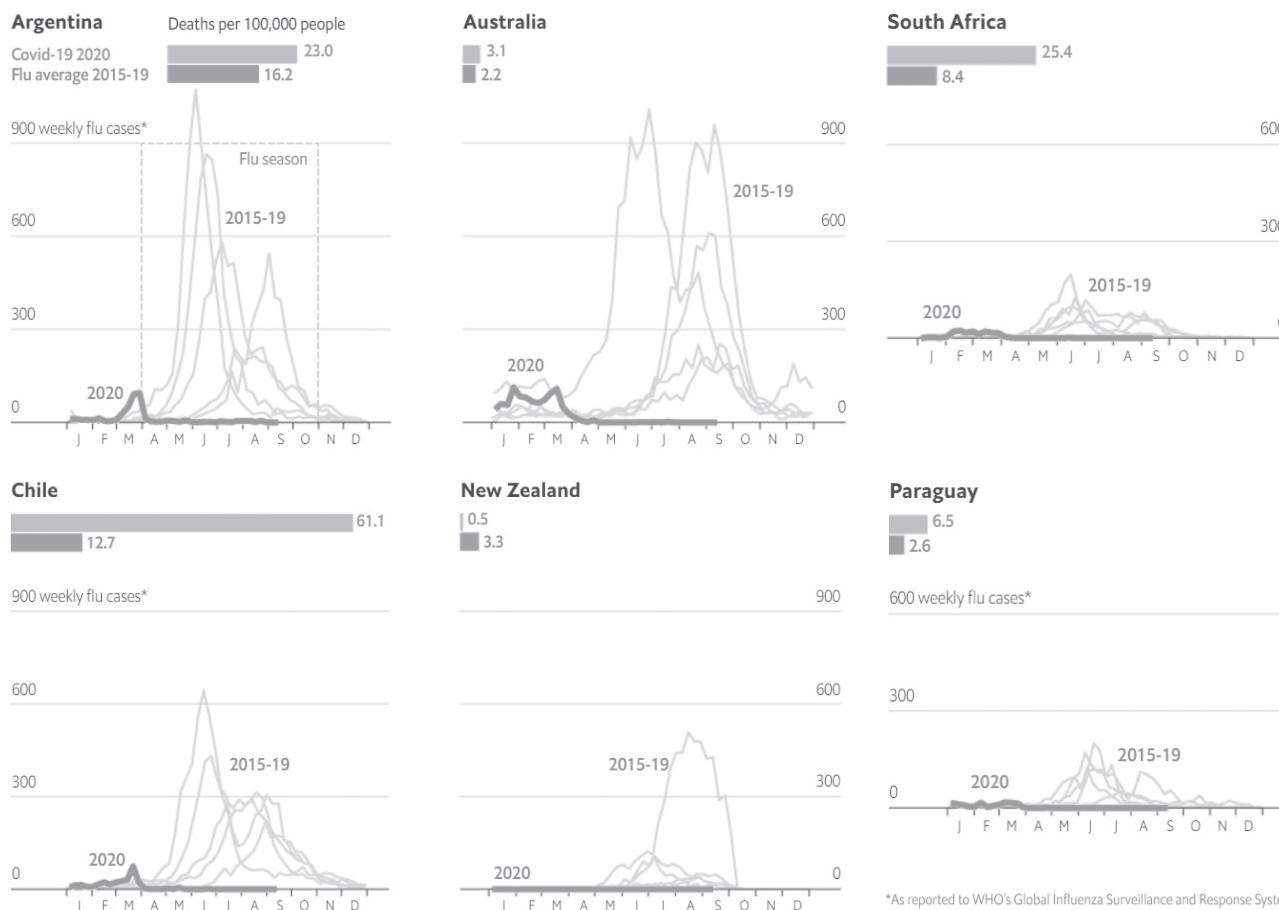 Argentina
Deaths per 100,000 people
Covid-19 2020
23.0
Flu average 2015-19
16.2
900 weekly flu cases*
Flu season
600
2015-19
300
2020
0
J F M A M J J A S O N D
Australia
3.1
2.2
900
2015-19
600
300
2020
0
J F M A M J J A S O N D
South Africa
25.4
8.4
2015-19
2020
J F M A M J J A S O N D
Chile
61.1
12.7
900 weekly flu cases*
600
2015-19
300
2020
0
J F M A M J J A S O N D
New Zealand
0.5
3.3
900
600
2015-19
300
2020
0
J F M A M J J A S O N D
Paraguay
6.5
2.6
600 weekly flu cases*
300
2015-19
2020
0
J F M A M J J A S O N D
*As reported to WHO's Global Influenza Surveillance and Response